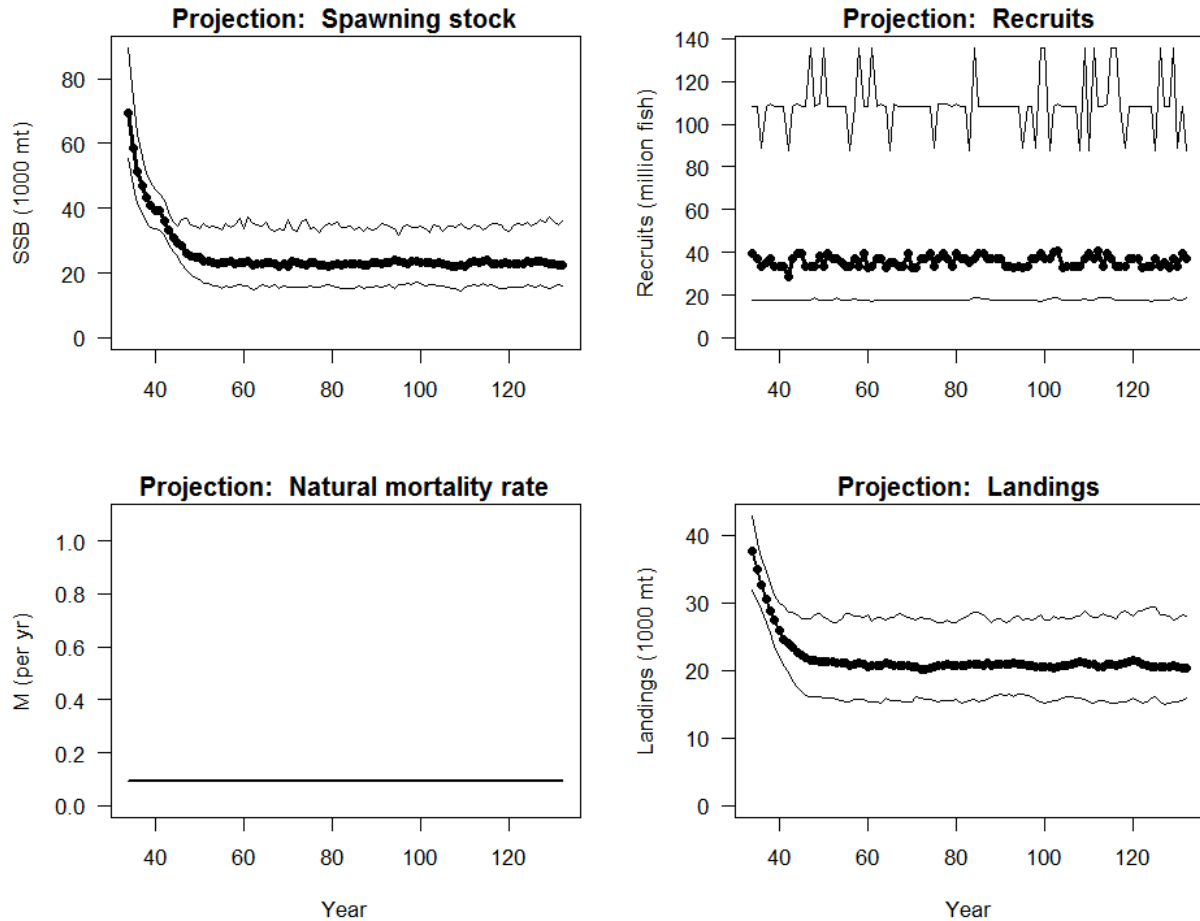 Projection: Spawning stock
SSB (1000 mt)
80
60
40
20
0
40 60 80 100 120
Projection: Recruits
Recruits (million fish)
140
120
100
80
60
40
20
0
40 60 80 100 120
Projection: Natural mortality rate
M (per yr)
1.0
0.8
0.6
0.4
0.2
0.0
40 60 80 100 120
Year
Projection: Landings
Landings (1000 mt)
40
30
20
10
0
40 60 80 100 120
Year